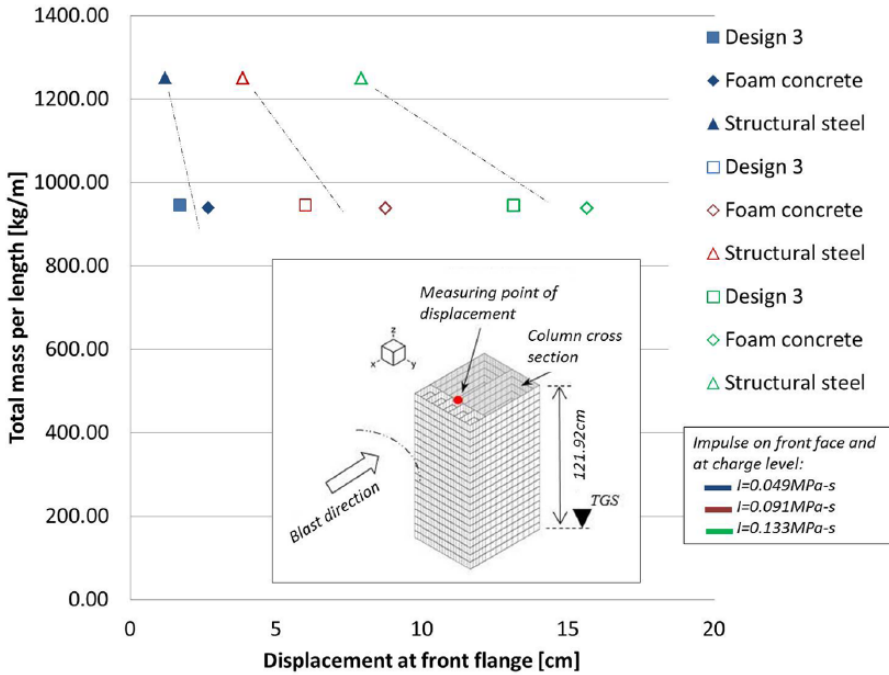 1400.00
1200.00
1000.00
800.00
600.00
400.00
200.00
0.00
Total mass per length [kg/m]
0
5
10
15
20
Displacement at front flange [cm]
Measuring point of
displacement
Column cross
section
z
x
y
121.92cm
TGS
Blast direction
Design 3
Foam concrete
Structural steel
Design 3
Foam concrete
Structural steel
Design 3
Foam concrete
Structural steel
Impulse on front face and
at charge level:
I=0.049MPa-s
I=0.091MPa-s
I=0.133MPa-s